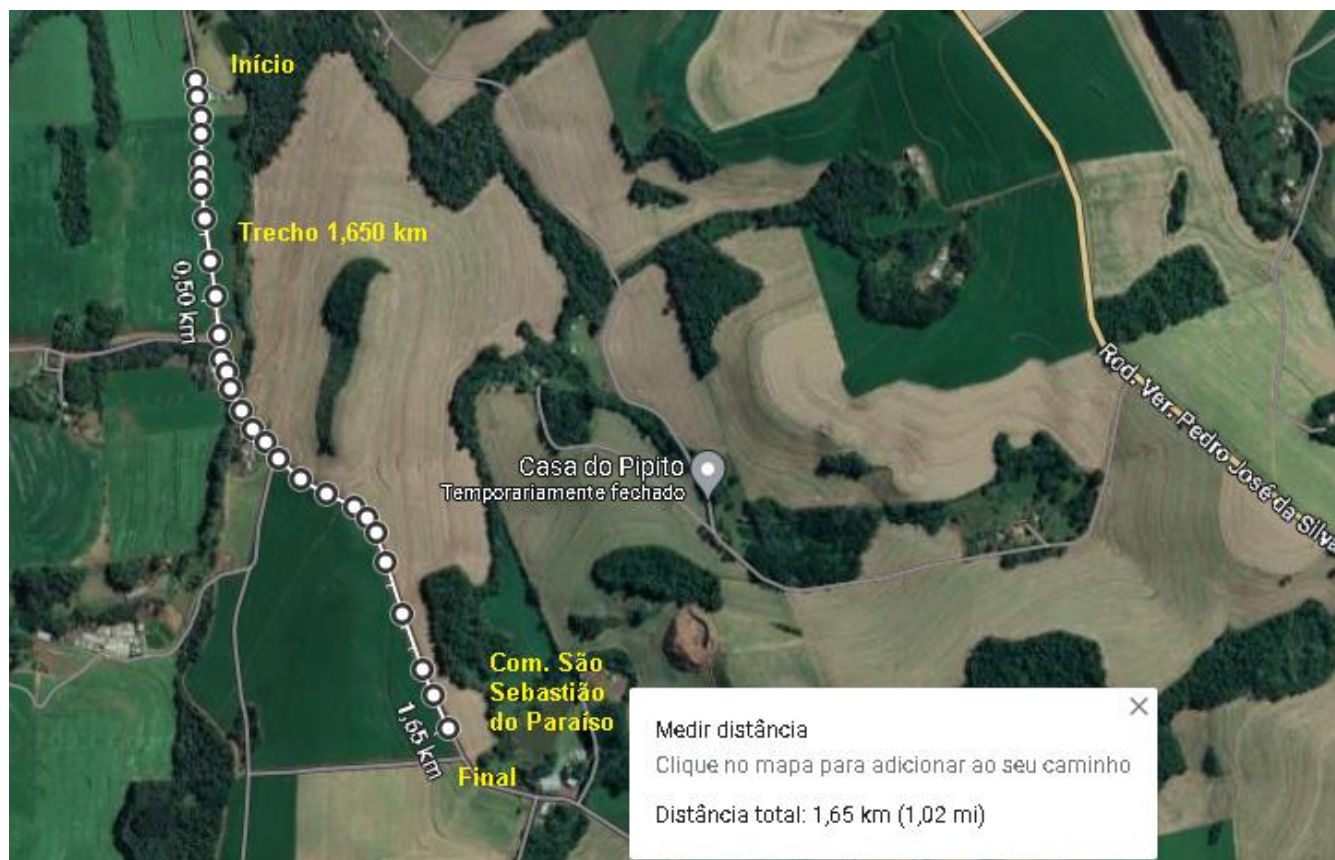 Início
Trecho 1,650 km
0,50 km
Rod. Ver. Pedro José da Silva
Casa do Pipito
Temporariamente fechado
Com. São
Sebastião
do Paraíso
1,65 km
Final
Medir distância
Clique no mapa para adicionar ao seu caminho
Distância total: 1,65 km (1,02 mi)